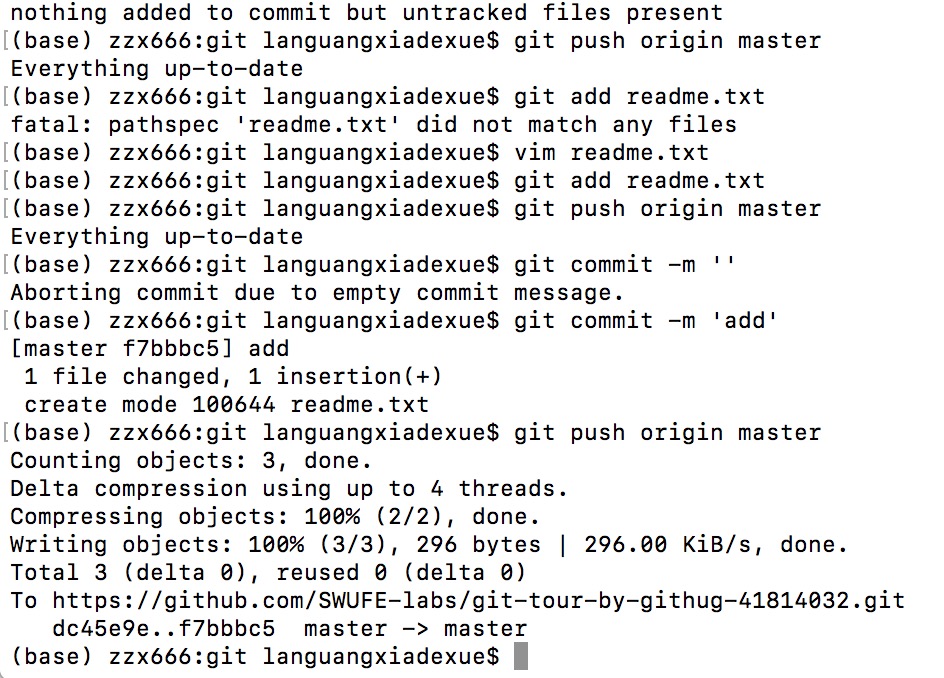 nothing added to commit but untracked files present
[(base) zzx666:git languangxiadexue$ git push origin master
Everything up-to-date
[(base) zzx666:git languangxiadexue$ git add readme.txt
fatal: pathspec 'readme.txt' did not match any files
[(base) zzx666:git languangxiadexue$ vim readme.txt
[(base) zzx666:git languangxiadexue$ git add readme.txt
[(base) zzx666:git languangxiadexue$ git push origin master
Everything up-to-date
[(base) zzx666:git languangxiadexue$ git commit -m ''
Aborting commit due to empty commit message.
[(base) zzx666:git languangxiadexue$ git commit -m 'add'
[master f7bbbc5] add
 1 file changed, 1 insertion(+)
 create mode 100644 readme.txt
[(base) zzx666:git languangxiadexue$ git push origin master
Counting objects: 3, done.
Delta compression using up to 4 threads.
Compressing objects: 100% (2/2), done.
Writing objects: 100% (3/3), 296 bytes | 296.00 KiB/s, done.
Total 3 (delta 0), reused 0 (delta 0)
To https://github.com/SWUFE-labs/git-tour-by-githug-41814032.git
   dc45e9e..f7bbbc5  master -> master
(base) zzx666:git languangxiadexue$